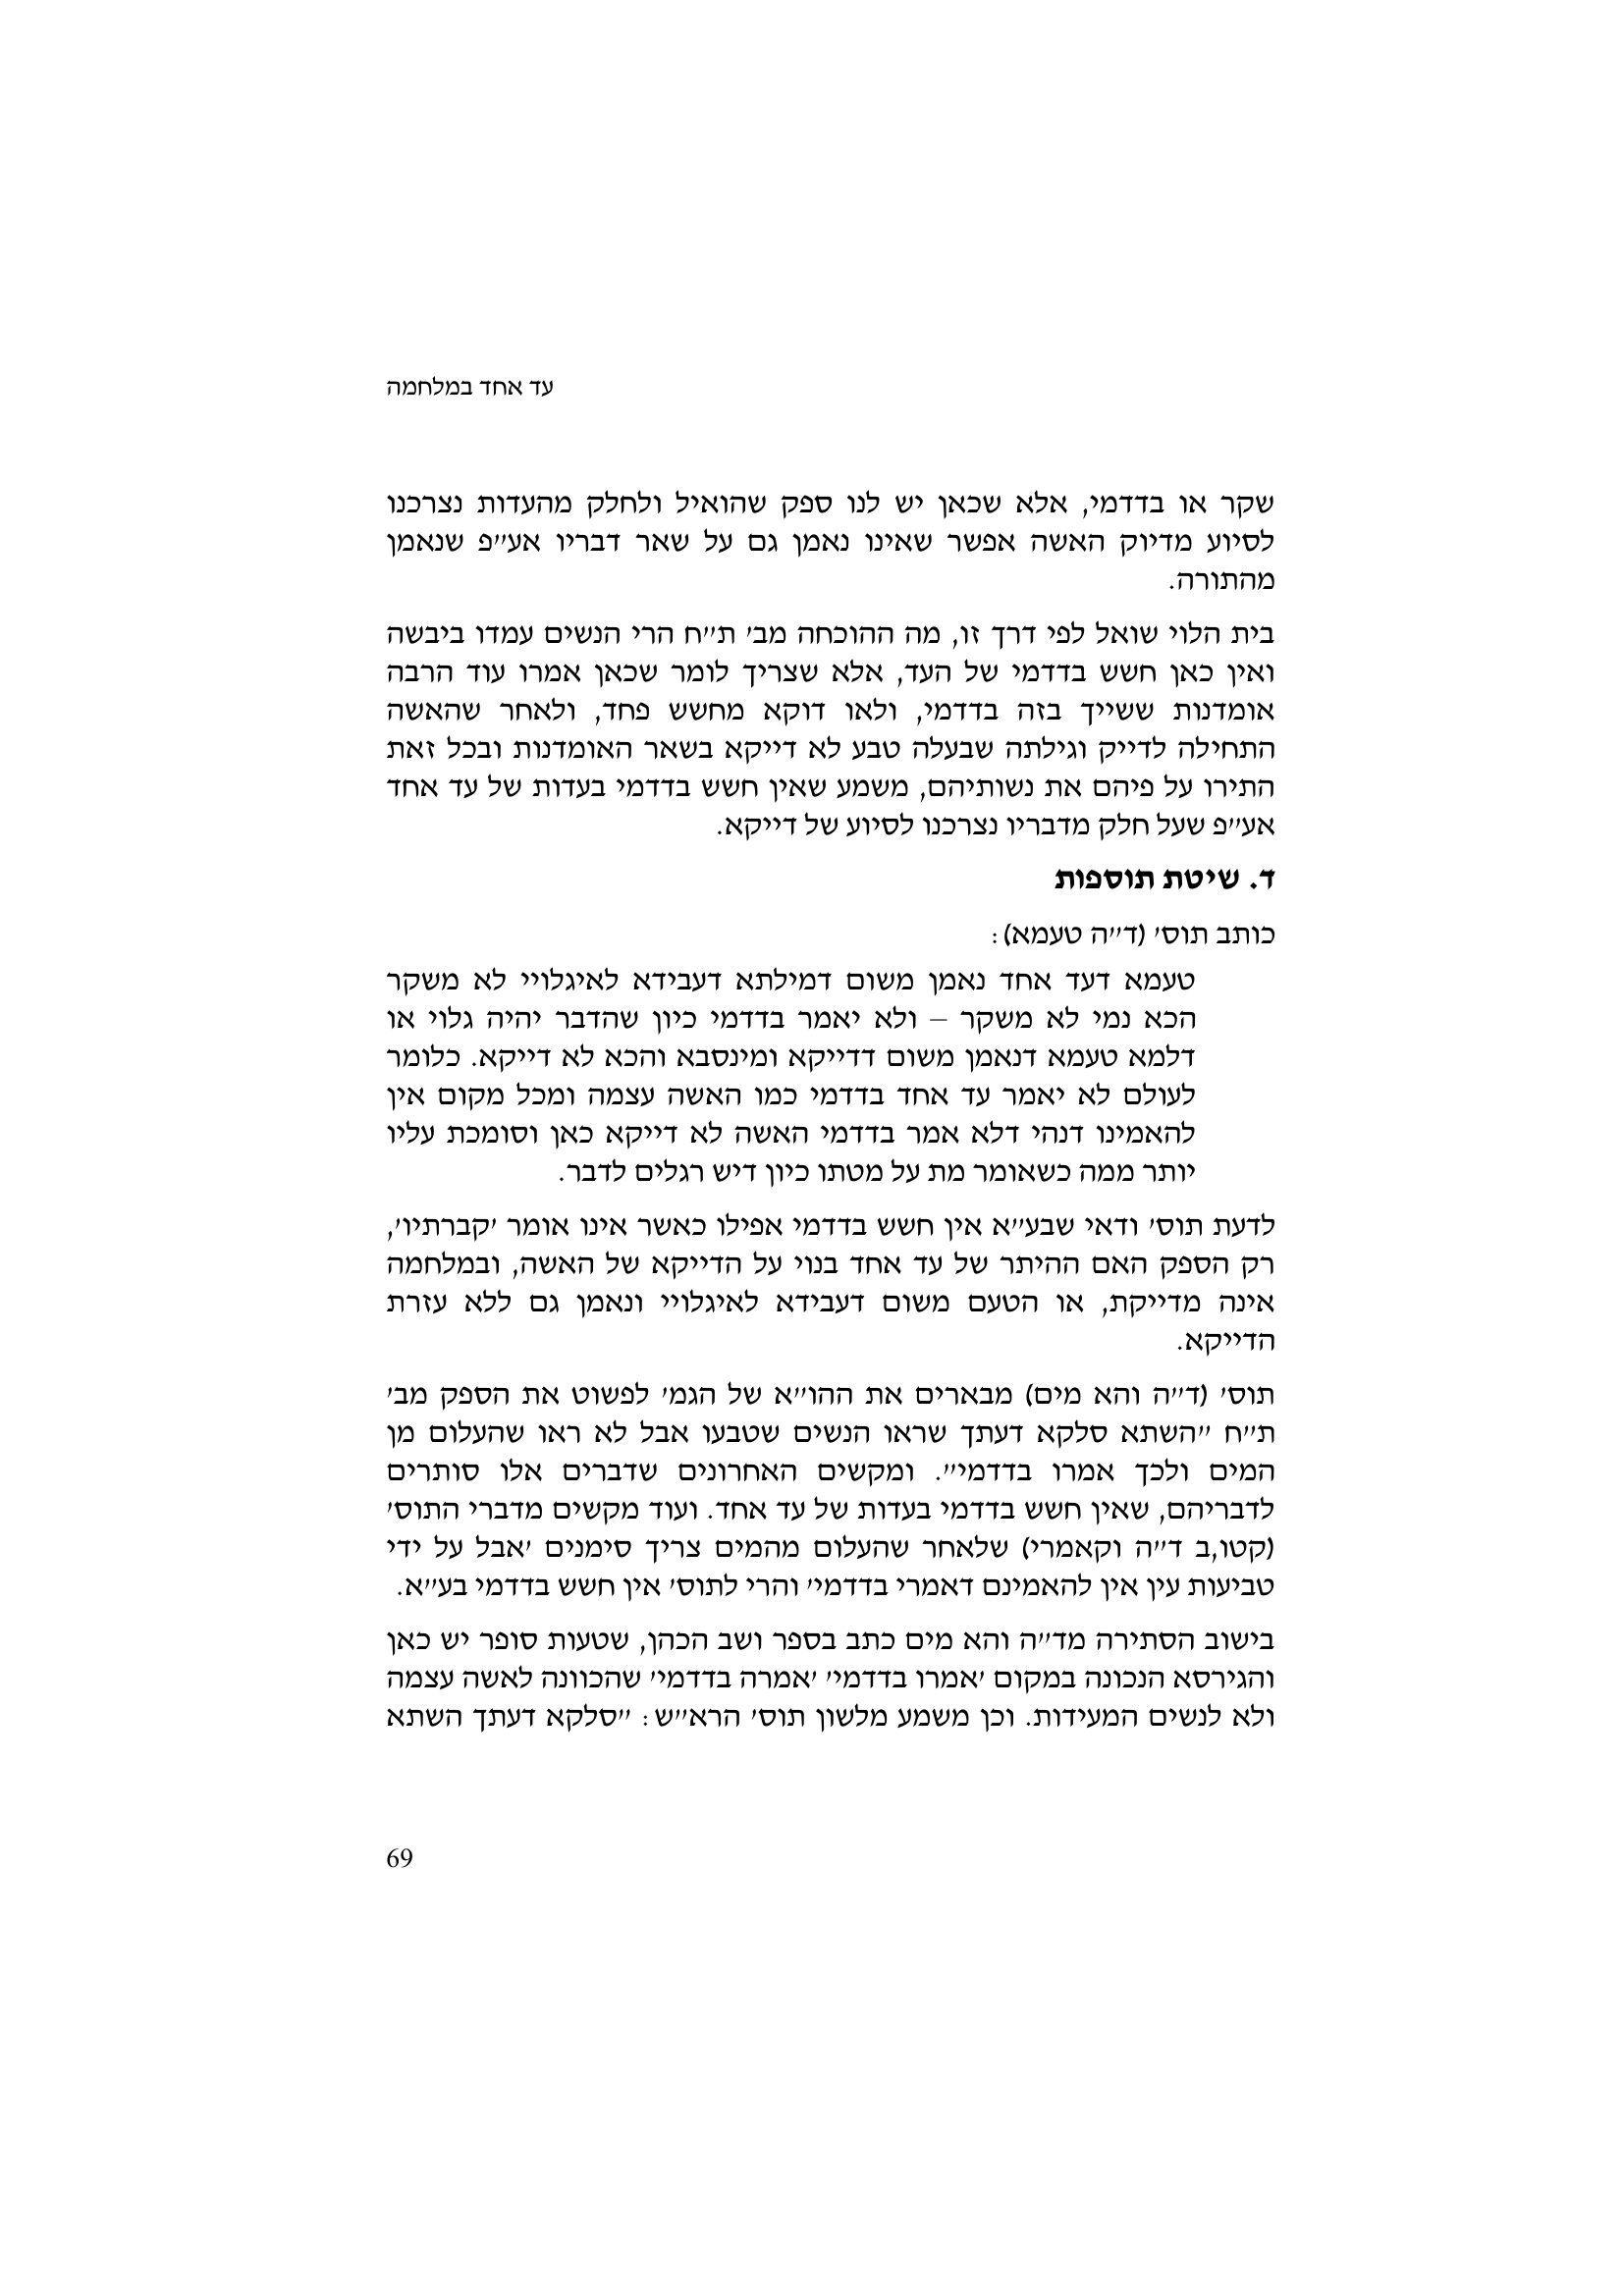 עד אחד במלחמה
שקר או בדדמי, אלא שכאן יש לנו ספק שהואיל ולחלק מהעדות נצרכנו
לסיוע מדיוק האשה אפשר שאינו נאמן גם על שאר דבריו אע״פ שנאמן
מהתורה.
בית הלוי שואל לפי דרך זו, מה ההוכחה מב׳ ת״ח הרי הנשים עמדו ביבשה
ואין כאן חשש בדדמי של העד, אלא שצריך לומר שכאן אמרו עוד הרבה
אומדנות ששייך בזה בדדמי, ולאו דוקא מחשש פחד, ולאחר שהאשה
התחילה לדייק וגילתה שבעלה טבע לא דייקא בשאר האומדנות ובכל זאת
התירו על פיהם את נשותיהם, משמע שאין חשש בדדמי בעדות של עד אחד
אע״פ שעל חלק מדבריו נצרכנו לסיוע של דייקא.
ד. שיטת תוספות
כותב תוס׳ (ד״ה טעמא):
טעמא דעד אחד נאמן משום דמילתא דעבידא לאיגלויי לא משקר
הכא נמי לא משקר – ולא יאמר בדדמי כיון שהדבר יהיה גלוי או
דלמא טעמא דנאמן משום דדייקא ומינסבא והכא לא דייקא. כלומר
לעולם לא יאמר עד אחד בדדמי כמו האשה עצמה ומכל מקום אין
להאמינו דנהי דלא אמר בדדמי האשה לא דייקא כאן וסומכת עליו
יותר ממה כשאומר מת על מטתו כיון דיש רגלים לדבר.
לדעת תוס׳ ודאי שבע״א אין חשש בדדמי אפילו כאשר אינו אומר ׳קברתיו׳,
רק הספק האם ההיתר של עד אחד בנוי על הדייקא של האשה, ובמלחמה
אינה מדייקת, או הטעם משום דעבידא לאיגלויי ונאמן גם ללא עזרת
הדייקא.
תוס׳ (ד״ה והא מים) מבארים את ההו״א של הגמ׳ לפשוט את הספק מב׳
ת״ח ״השתא סלקא דעתך שראו הנשים שטבעו אבל לא ראו שהעלום מן
המים ולכך אמרו בדדמי״. ומקשים האחרונים שדברים אלו סותרים
לדבריהם, שאין חשש בדדמי בעדות של עד אחד. ועוד מקשים מדברי התוס׳
(קטו,ב ד״ה וקאמרי) שלאחר שהעלום מהמים צריך סימנים ׳אבל על ידי
טביעות עין אין להאמינם דאמרי בדדמי׳ והרי לתוס׳ אין חשש בדדמי בע״א.
בישוב הסתירה מד״ה והא מים כתב בספר ושב הכהן, שטעות סופר יש כאן
והגירסא הנכונה במקום ׳אמרו בדדמי׳ ׳אמרה בדדמי׳ שהכוונה לאשה עצמה
ולא לנשים המעידות. וכן משמע מלשון תוס׳ הרא״ש: ״סלקא דעתך השתא
69